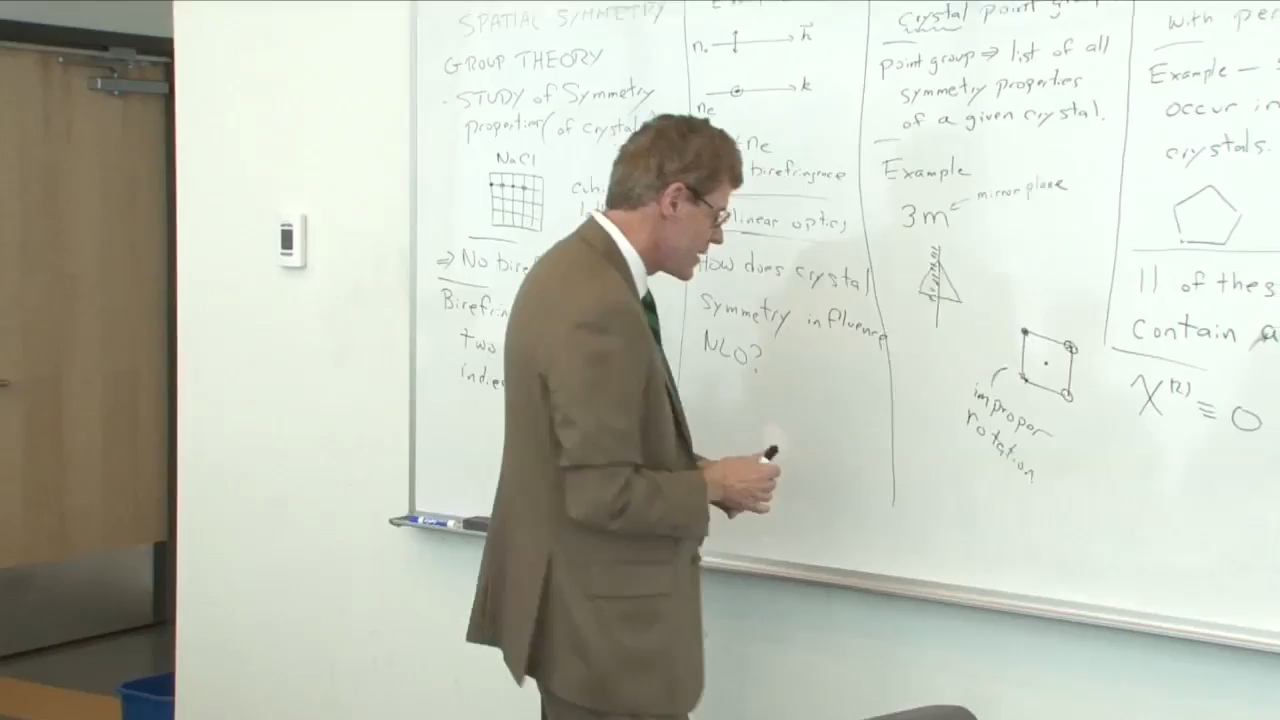 SPATIAL SYMMETRY
GROUP THEORY
· STUDY of Symmetry
properties (of crystal
NaCl
⇒ No bire
Birefrin
two
indie
n₀
k
nₑ
k
nₑ
birefringence
linear optics
How does crystal
Symmetry influence
NLO?
Crystal point
point group ⇒ list of all
symmetry properties
of a given crystal.
Example
3m
mirror plane
improper
rotation
with per
Example –
occur in
crystals.
11 of thes
Contain a
χ⁽²⁾ ≡ 0